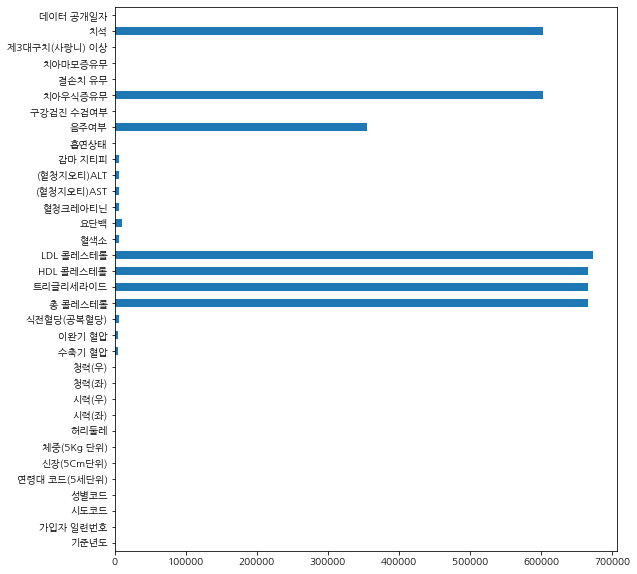 데이터 공개일자
치석
제3대구치(사랑니) 이상
치아마모증유무
결손치 유무
치아우식증유무
구강검진 수검여부
음주여부
흡연상태
감마 지티피
(혈청지오티)ALT
(혈청지오티)AST
혈청크레아티닌
요단백
혈색소
LDL 콜레스테롤
HDL 콜레스테롤
트리글리세라이드
총 콜레스테롤
식전혈당(공복혈당)
이완기 혈압
수축기 혈압
청력(우)
청력(좌)
시력(우)
시력(좌)
허리둘레
체중(5Kg 단위)
신장(5Cm단위)
연령대 코드(5세단위)
성별코드
시도코드
가입자 일련번호
기준년도
0 100000 200000 300000 400000 500000 600000 700000